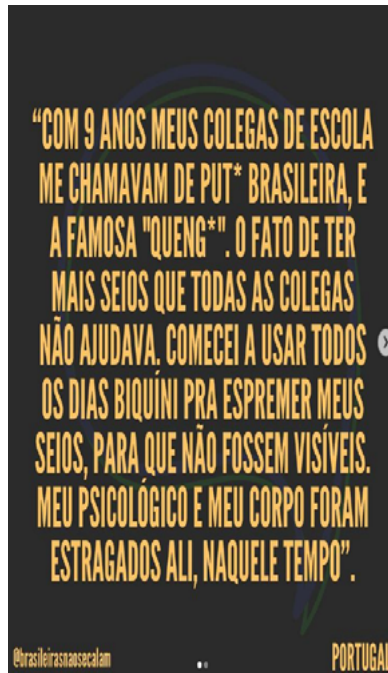 “COM 9 ANOS MEUS COLEGAS DE ESCOLA
ME CHAMAVAM DE PUT* BRASILEIRA, E
A FAMOSA "QUENG*". O FATO DE TER
MAIS SEIOS QUE TODAS AS COLEGAS
NÃO AJUDAVA. COMECEI A USAR TODOS
OS DIAS BIQUÍNI PRA ESPREMER MEUS
SEIOS, PARA QUE NÃO FOSSEM VISÍVEIS.
MEU PSICOLÓGICO E MEU CORPO FORAM
ESTRAGADOS ALI, NAQUELE TEMPO”.
@brasileirasnaosecalam
PORTUGAL